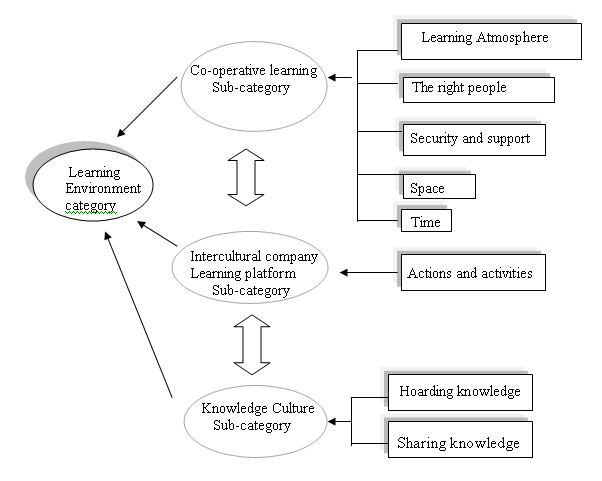 Learning Atmosphere
Co-operative learning
Sub-category
The right people
Security and support
Learning
Environment
category
Space
Time
Intercultural company
Learning platform
Sub-category
Actions and activities
Knowledge Culture
Sub-category
Hoarding knowledge
Sharing knowledge